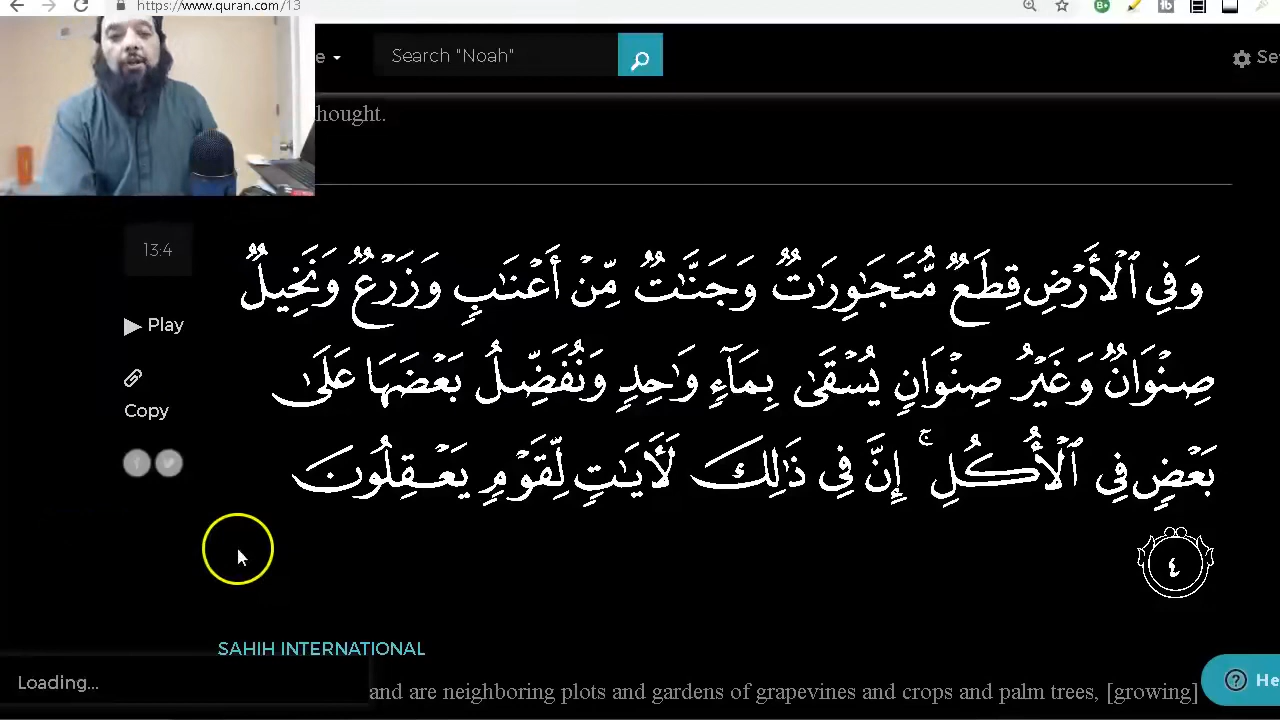 https://www.quran.com/13
e
Search "Noah"
Se
hought.
13:4
وَفِى ٱلْأَرْضِ قِطَعٌ مُّتَجَـٰوِرَٰتٌ وَجَنَّـٰتٌ مِّنْ أَعْنَـٰبٍ وَزَرْعٌ وَنَخِيلٌ
صِنْوَانٌ وَغَيْرُ صِنْوَانٍ يُسْقَىٰ بِمَآءٍ وَٰحِدٍ وَنُفَضِّلُ بَعْضَهَا عَلَىٰ
بَعْضٍ فِى ٱلْأُكُلِ ۚ إِنَّ فِى ذَٰلِكَ لَـَٔايَـٰتٍ لِّقَوْمٍ يَعْقِلُونَ
٤
Play
Copy
SAHIH INTERNATIONAL
Loading...
and are neighboring plots and gardens of grapevines and crops and palm trees, [growing]
He